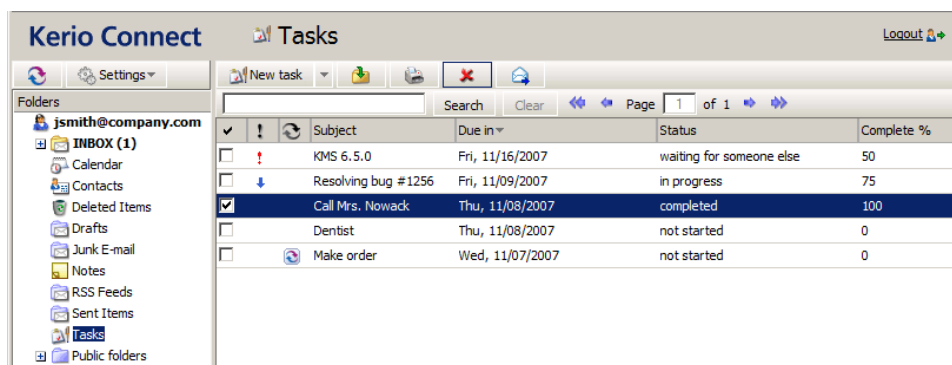 Kerio Connect
Tasks
Logout
Settings
New task
Folders
Search Clear Page 1 of 1
jsmith@company.com
INBOX (1)
Calendar
Contacts
Deleted Items
Drafts
Junk E-mail
Notes
RSS Feeds
Sent Items
Tasks
Public folders
! Subject Due in Status Complete %
! KMS 6.5.0 Fri, 11/16/2007 waiting for someone else 50
Resolving bug #1256 Fri, 11/09/2007 in progress 75
Call Mrs. Nowack Thu, 11/08/2007 completed 100
Dentist Thu, 11/08/2007 not started 0
Make order Wed, 11/07/2007 not started 0